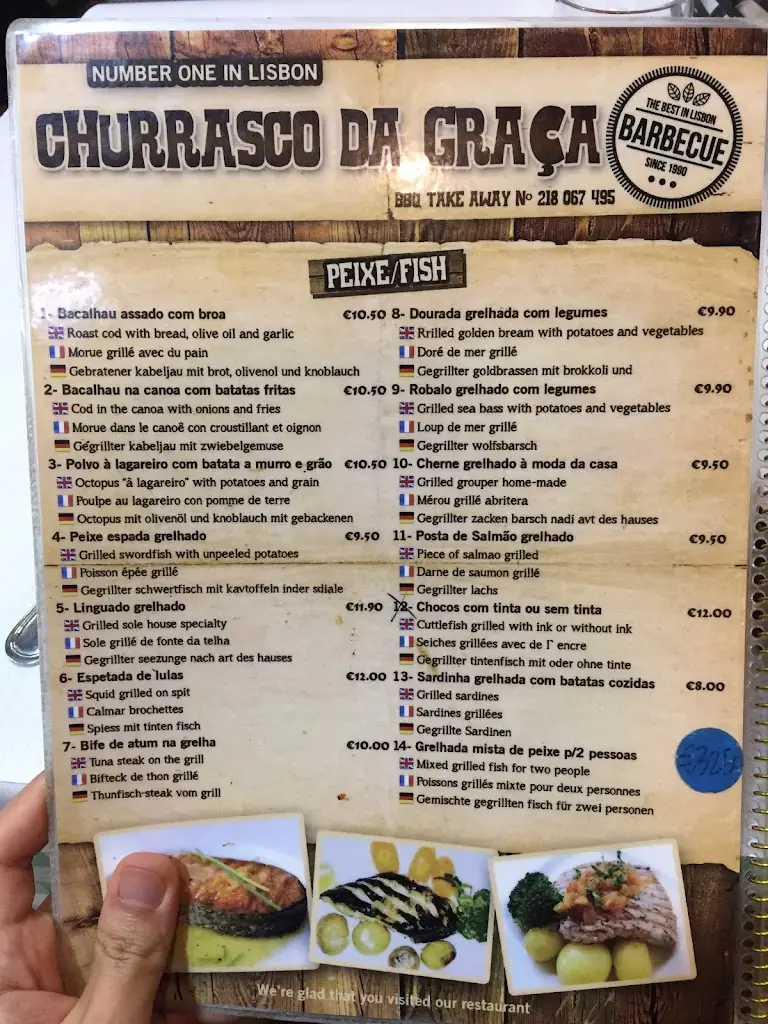 NUMBER ONE IN LISBON
CHURRASCO DA GRAÇA
THE BEST IN LISBON
BARBECUE
SINCE 1990
BBQ TAKE AWAY Nº 218 067 495
PEIXE/FISH
1- Bacalhau assado com broa €10.50
Roast cod with bread, olive oil and garlic
Morue grillé avec du pain
Gebratener kabeljau mit brot, olivenol und knoblauch
2- Bacalhau na canoa com batatas fritas €10.50
Cod in the canoa with onions and fries
Morue dans le canoê con croustillant et oignon
Gegrillter kabeljau mit zwiebelgemuse
3- Polvo à lagareiro com batata a murro e grão €10.50
Octopus "à lagareiro" with potatoes and grain
Poulpe au lagareiro con pomme de terre
Octopus mit olivenöl und knoblauch mit gebackenen
4- Peixe espada grelhado €9.50
Grilled swordfish with unpeeled potatoes
Poisson épée grillé
Gegrillter schwertfisch mit kavtoffeln inder sdiale
5- Linguado grelhado €11.90
Grilled sole house specialty
Sole grillé de fonte da telha
Gegrillter seezunge nach art des hauses
6- Espetada de lulas €12.00
Squid grilled on spit
Calmar brochettes
Spiess mit tinten fisch
7- Bife de atum na grelha €10.00
Tuna steak on the grill
Bifteck de thon grillé
Thunfisch-steak vom grill
8- Dourada grelhada com legumes €9.90
Rrilled golden bream with potatoes and vegetables
Doré de mer grillé
Gegrillter goldbrassen mit brokkoli und
9- Robalo grelhado com legumes €9.90
Grilled sea bass with potatoes and vegetables
Loup de mer grillé
Gegrillter wolfsbarsch
10- Cherne grelhado à moda da casa €9.50
Grilled grouper home-made
Mérou grillé abritera
Gegrillter zacken barsch nadi avt des hauses
11- Posta de Salmão grelhado €9.50
Piece of salmao grilled
Darne de saumon grillé
Gegrillter lachs
12- Chocos com tinta ou sem tinta €12.00
Cuttlefish grilled with ink or without ink
Seiches grillées avec de l' encre
Gegrillter tintenfisch mit oder ohne tinte
13- Sardinha grelhada com batatas cozidas €8.00
Grilled sardines
Sardines grillées
Gegrillte Sardinen
14- Grelhada mista de peixe p/2 pessoas
Mixed grilled fish for two people
Poissons grillés mixte pour deux personnes
Gemischte gegrillten fisch für zwei personen
We're glad that you visited our restaurant